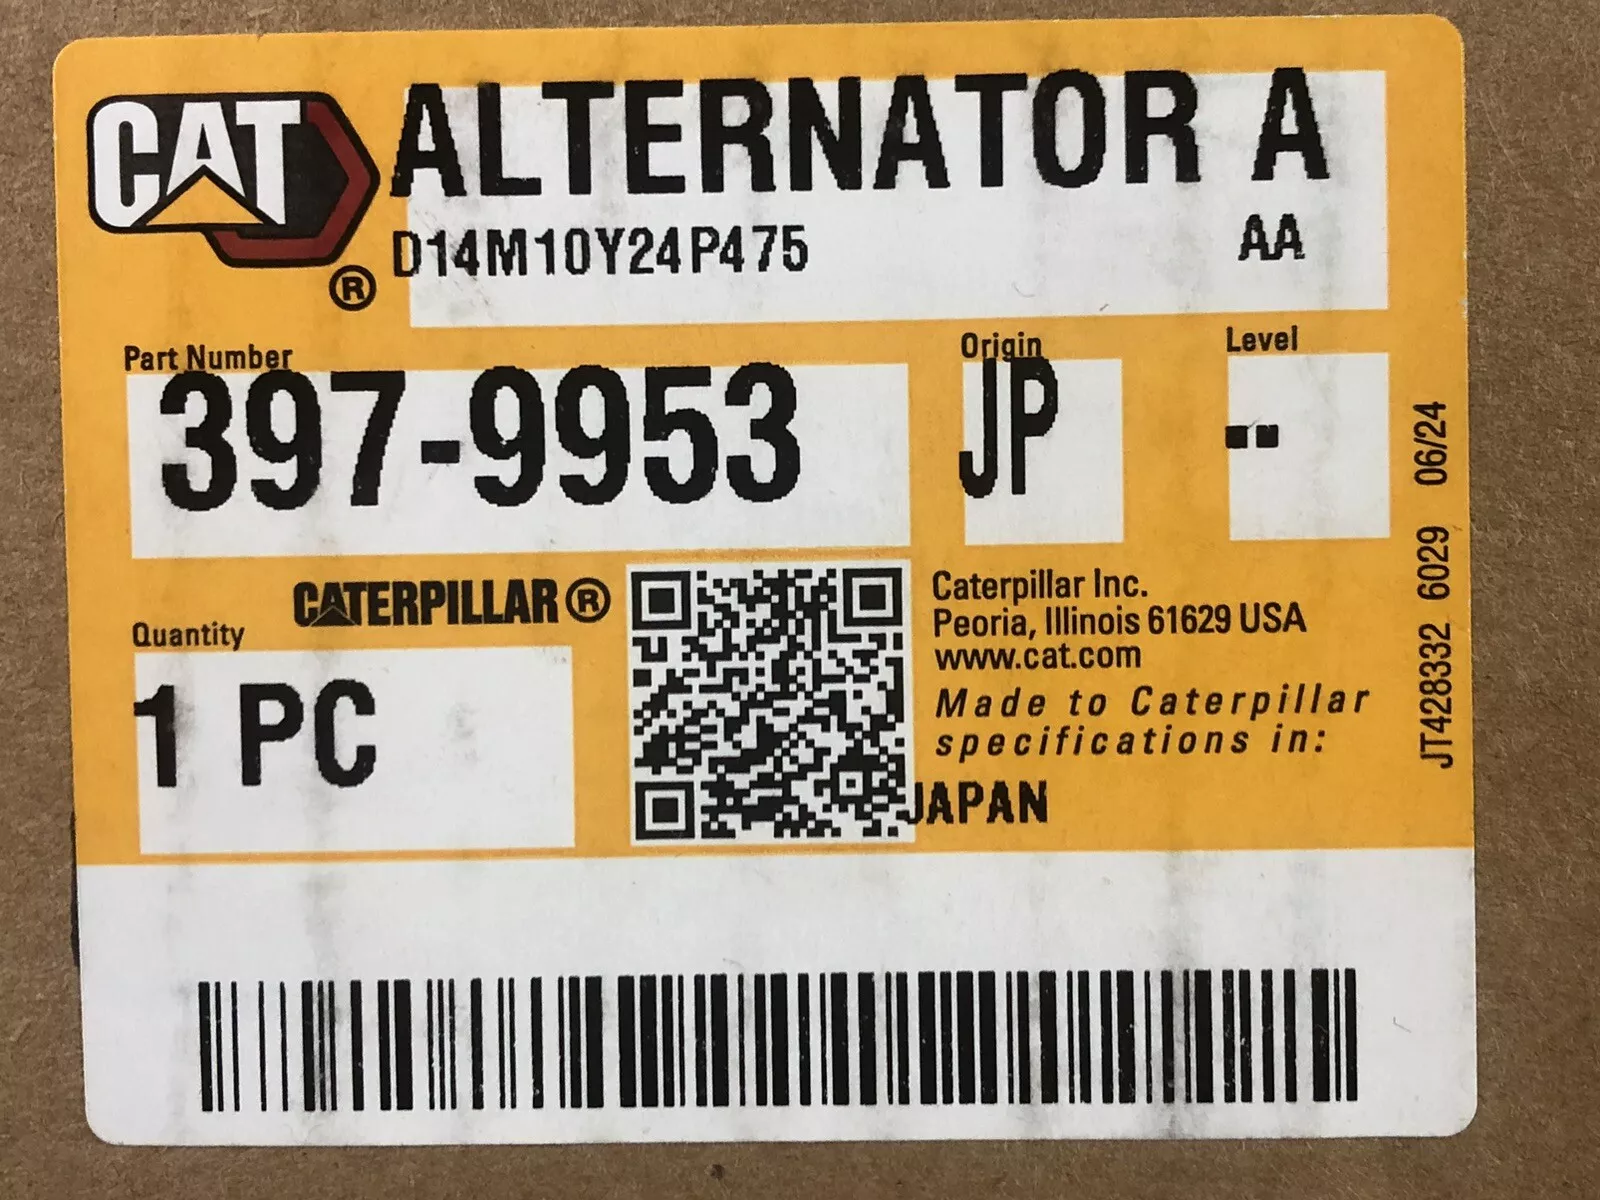 CAT
®
ALTERNATOR A
D14M10Y24P475 AA
Part Number
397-9953
Origin
JP
Level
--
CATERPILLAR®
Quantity
1 PC
Caterpillar Inc.
Peoria, Illinois 61629 USA
www.cat.com
Made to Caterpillar
specifications in:
JAPAN
JT428332 6029 06/24